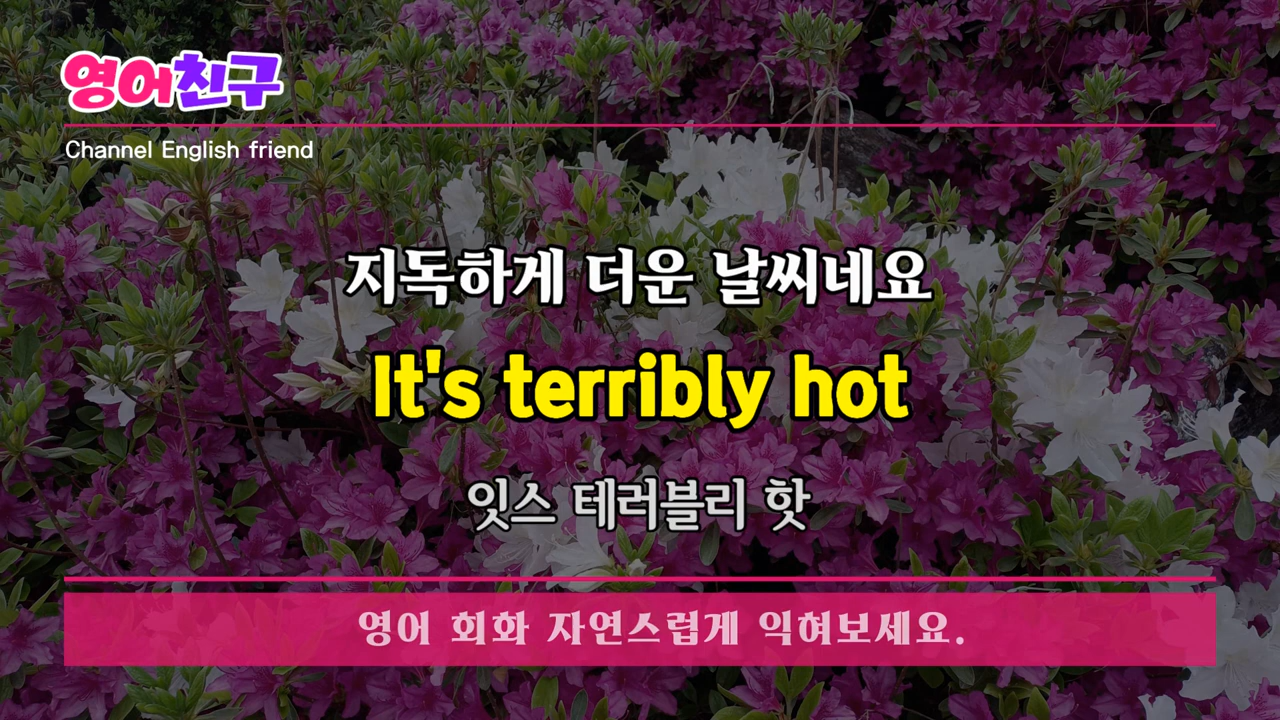 영어친구
Channel English friend
지독하게 더운 날씨네요
It's terribly hot
잇스 테러블리 핫
영어 회화 자연스럽게 익혀보세요.